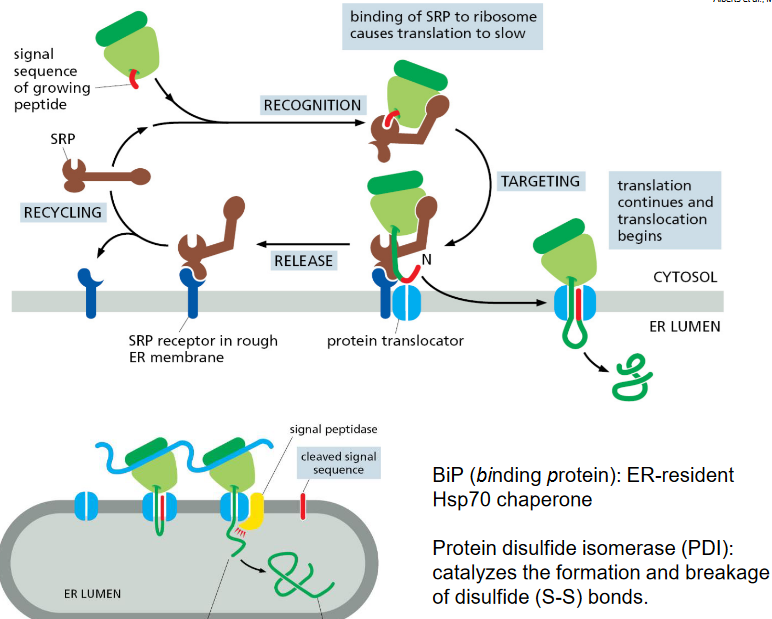 Alberts et al., M
binding of SRP to ribosome
causes translation to slow
signal
sequence
of growing
peptide
RECOGNITION
SRP
TARGETING
translation
continues and
translocation
begins
RECYCLING
RELEASE
N
CYTOSOL
ER LUMEN
SRP receptor in rough
ER membrane
protein translocator
signal peptidase
cleaved signal
sequence
ER LUMEN
BiP (binding protein): ER-resident
Hsp70 chaperone
Protein disulfide isomerase (PDI):
catalyzes the formation and breakage
of disulfide (S-S) bonds.